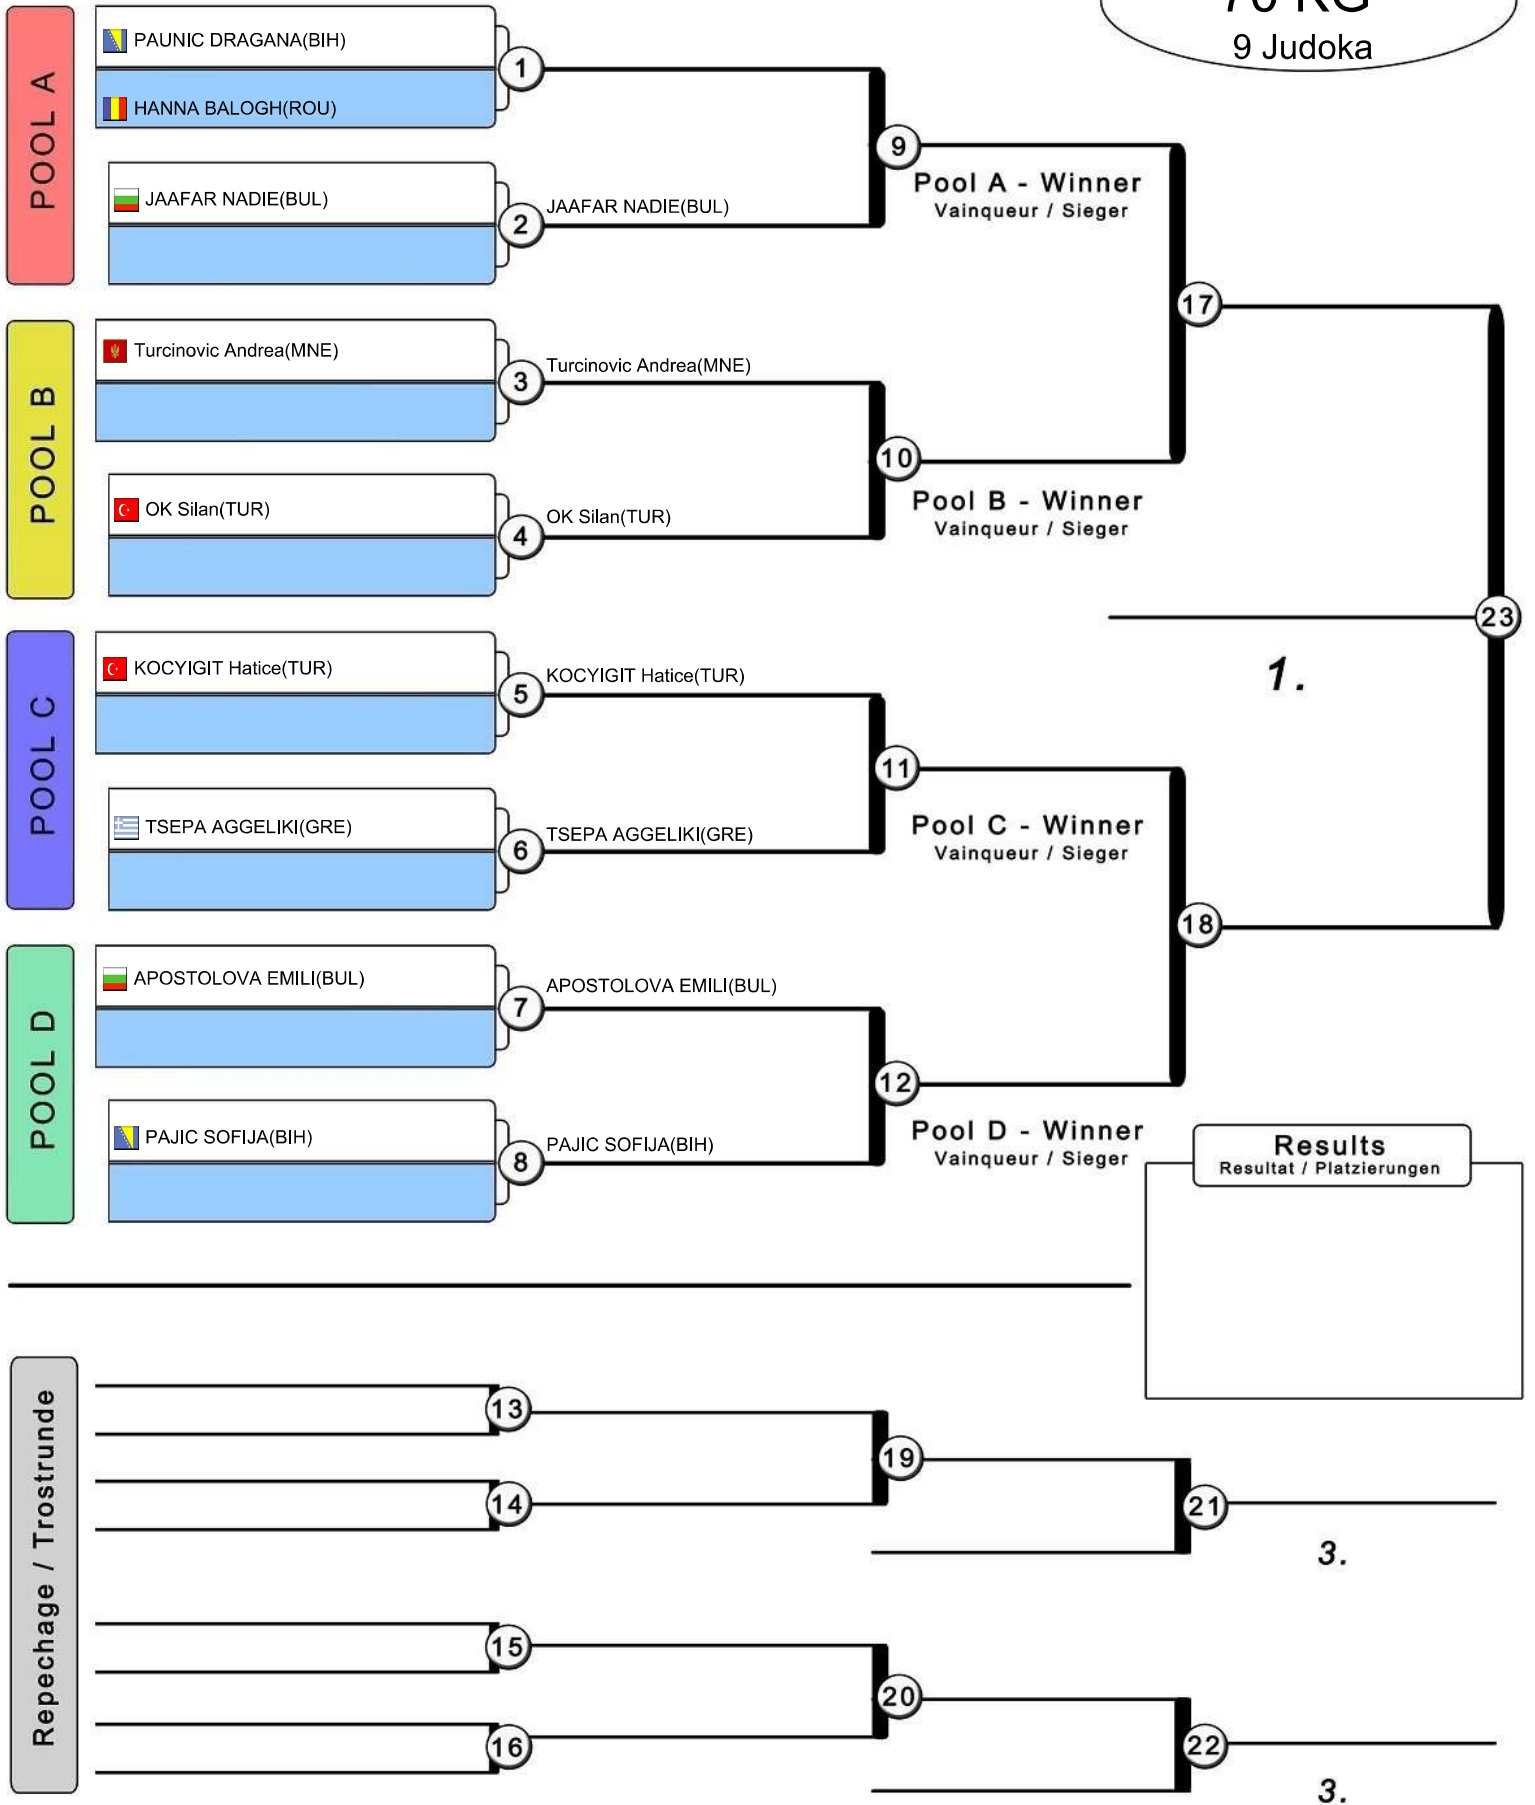 70 KG
9 Judoka
POOL A
PAUNIC DRAGANA(BIH)
HANNA BALOGH(ROU)
1
JAAFAR NADIE(BUL)
2
JAAFAR NADIE(BUL)
9
Pool A - Winner
Vainqueur / Sieger
17
POOL B
Turcinovic Andrea(MNE)
3
Turcinovic Andrea(MNE)
OK Silan(TUR)
4
OK Silan(TUR)
10
Pool B - Winner
Vainqueur / Sieger
23
1.
POOL C
KOCYIGIT Hatice(TUR)
5
KOCYIGIT Hatice(TUR)
TSEPA AGGELIKI(GRE)
6
TSEPA AGGELIKI(GRE)
11
Pool C - Winner
Vainqueur / Sieger
18
POOL D
APOSTOLOVA EMILI(BUL)
7
APOSTOLOVA EMILI(BUL)
PAJIC SOFIJA(BIH)
8
PAJIC SOFIJA(BIH)
12
Pool D - Winner
Vainqueur / Sieger
Results
Resultat / Platzierungen
Repechage / Trostrunde
13
14
19
21
3.
15
16
20
22
3.